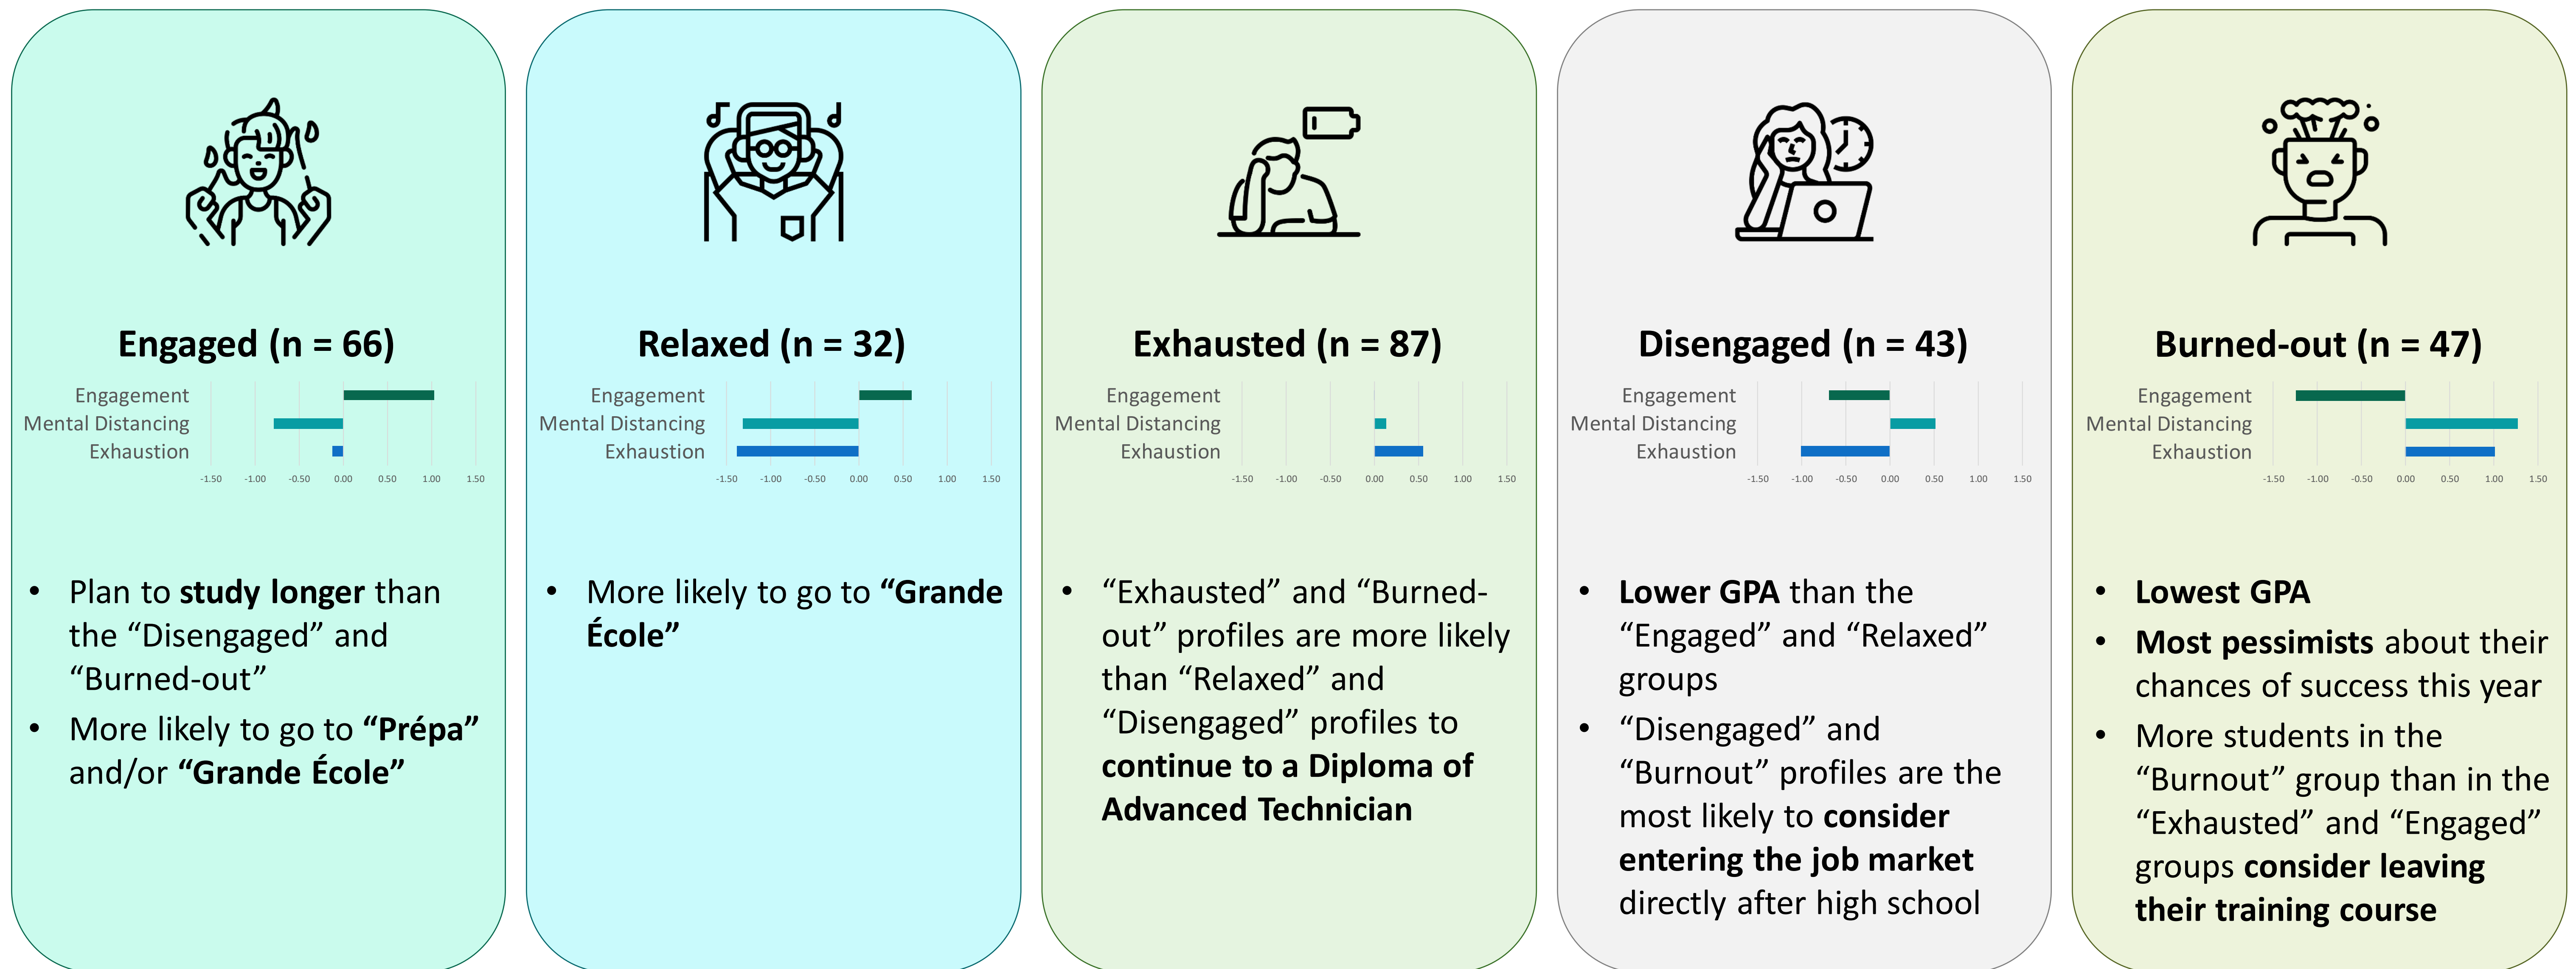 Engaged (n = 66)
Engagement
Mental Distancing
Exhaustion
-1.50 -1.00 -0.50 0.00 0.50 1.00 1.50
• Plan to study longer than
the “Disengaged” and
“Burned-out”
• More likely to go to “Prépa”
and/or “Grande École”
Relaxed (n = 32)
Engagement
Mental Distancing
Exhaustion
-1.50 -1.00 -0.50 0.00 0.50 1.00 1.50
• More likely to go to “Grande
École”
Exhausted (n = 87)
Engagement
Mental Distancing
Exhaustion
-1.50 -1.00 -0.50 0.00 0.50 1.00 1.50
• “Exhausted” and “Burned-
out” profiles are more likely
than “Relaxed” and
“Disengaged” profiles to
continue to a Diploma of
Advanced Technician
Disengaged (n = 43)
Engagement
Mental Distancing
Exhaustion
-1.50 -1.00 -0.50 0.00 0.50 1.00 1.50
• Lower GPA than the
“Engaged” and “Relaxed”
groups
• “Disengaged” and
“Burnout” profiles are the
most likely to consider
entering the job market
directly after high school
Burned-out (n = 47)
Engagement
Mental Distancing
Exhaustion
-1.50 -1.00 -0.50 0.00 0.50 1.00 1.50
• Lowest GPA
• Most pessimists about their
chances of success this year
• More students in the
“Burnout” group than in the
“Exhausted” and “Engaged”
groups consider leaving
their training course